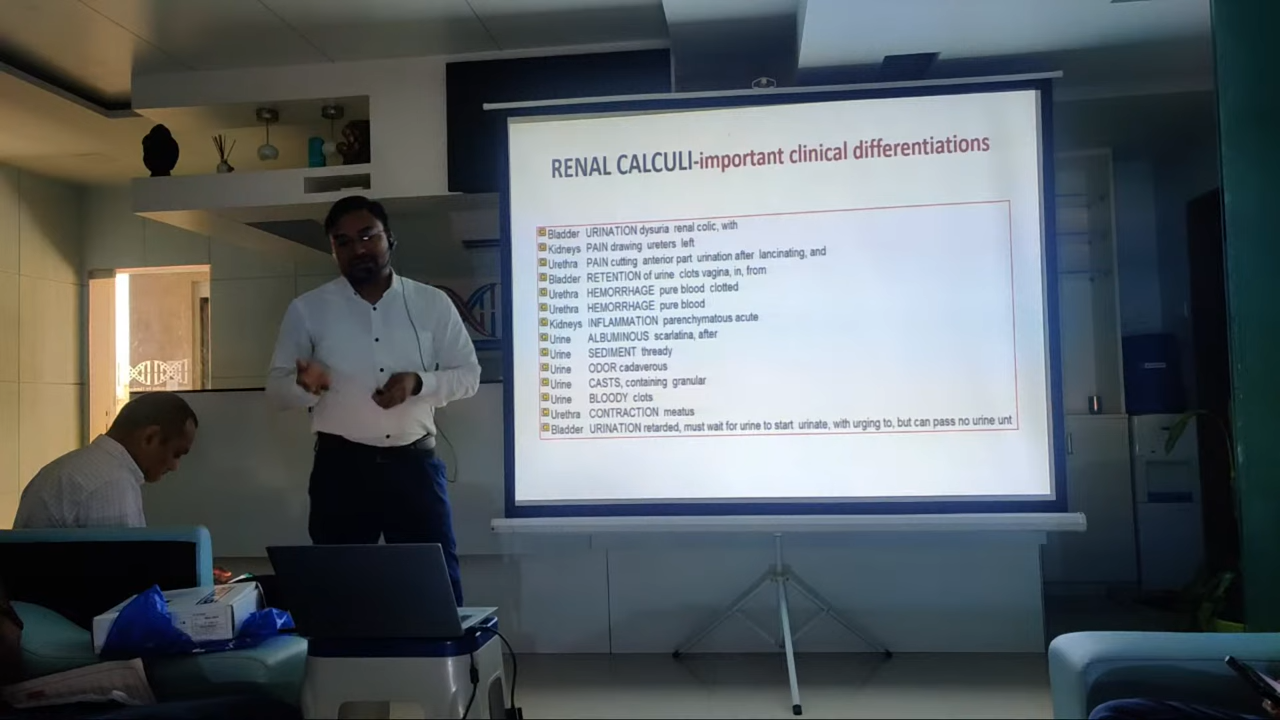 RENAL CALCULI-important clinical differentiations
Bladder URINATION dysuria renal colic, with
Kidneys PAIN drawing ureters left
Urethra PAIN cutting anterior part urination after lancinating, and
Bladder RETENTION of urine clots vagina, in, from
Urethra HEMORRHAGE pure blood clotted
Urethra HEMORRHAGE pure blood
Kidneys INFLAMMATION parenchymatous acute
Urine ALBUMINOUS scarlatina, after
Urine SEDIMENT thready
Urine ODOR cadaverous
Urine CASTS, containing granular
Urine BLOODY clots
Urethra CONTRACTION meatus
Bladder URINATION retarded, must wait for urine to start urinate, with urging to, but can pass no urine unt